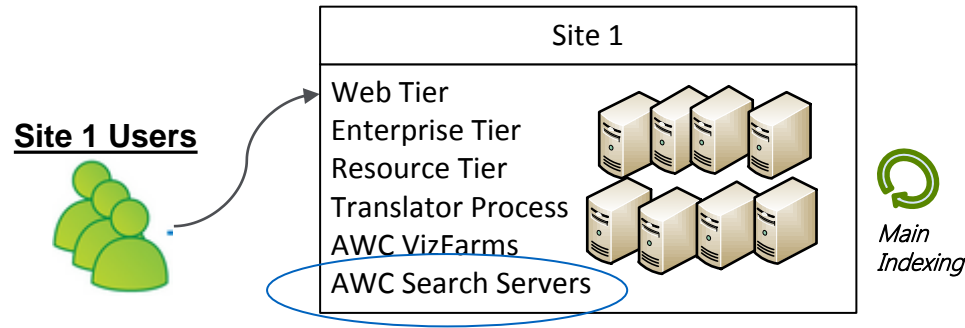 Site 1
Web Tier
Enterprise Tier
Resource Tier
Translator Process
AWC VizFarms
AWC Search Servers
Site 1 Users
Main
Indexing